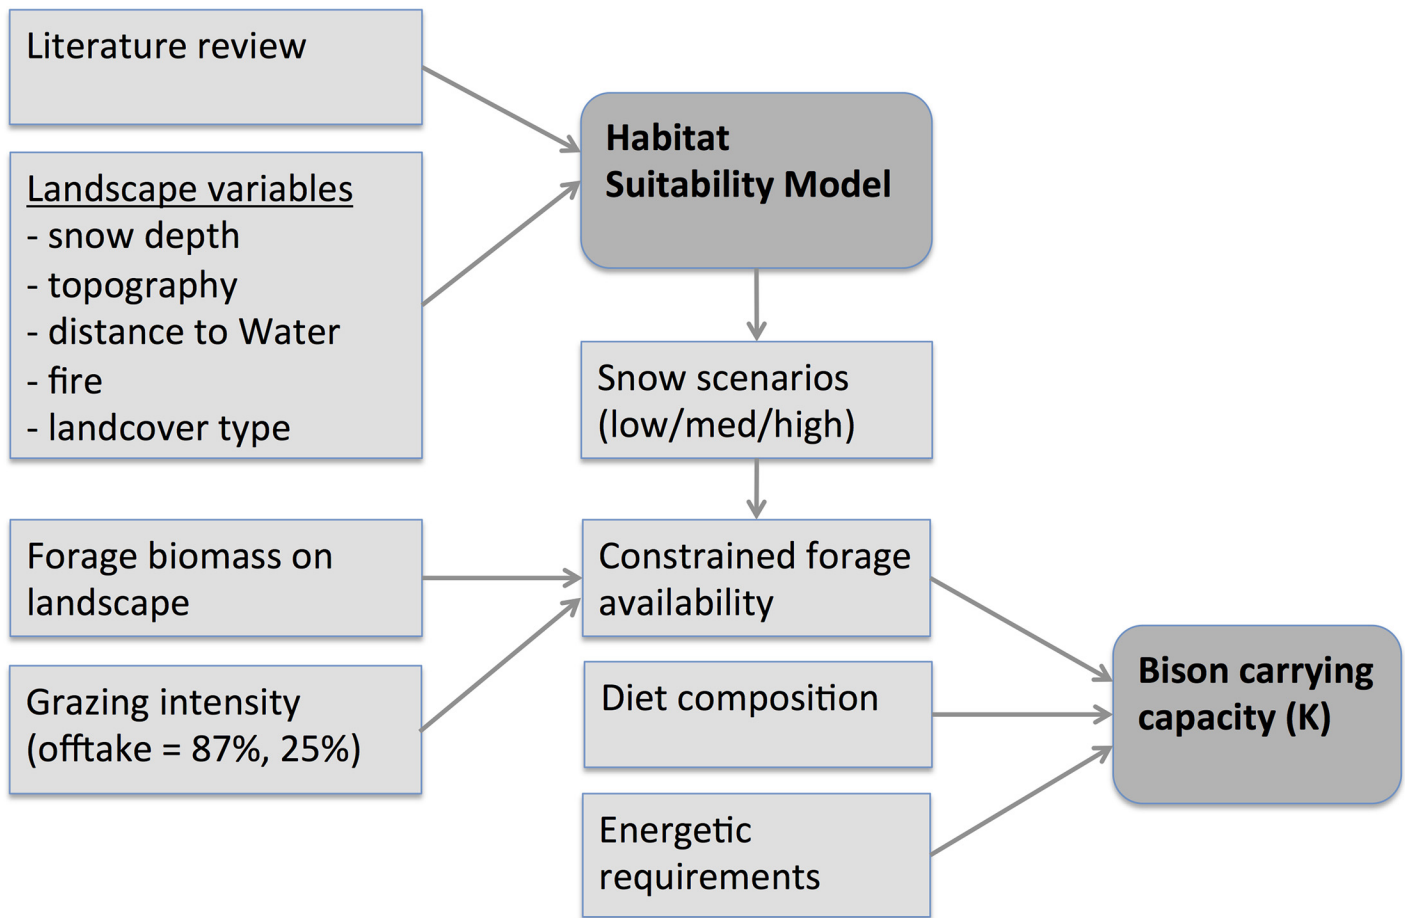 Literature review
Landscape variables
- snow depth
- topography
- distance to Water
- fire
- landcover type
Habitat
Suitability Model
Snow scenarios
(low/med/high)
Forage biomass on
landscape
Grazing intensity
(offtake = 87%, 25%)
Constrained forage
availability
Diet composition
Energetic
requirements
Bison carrying
capacity (K)